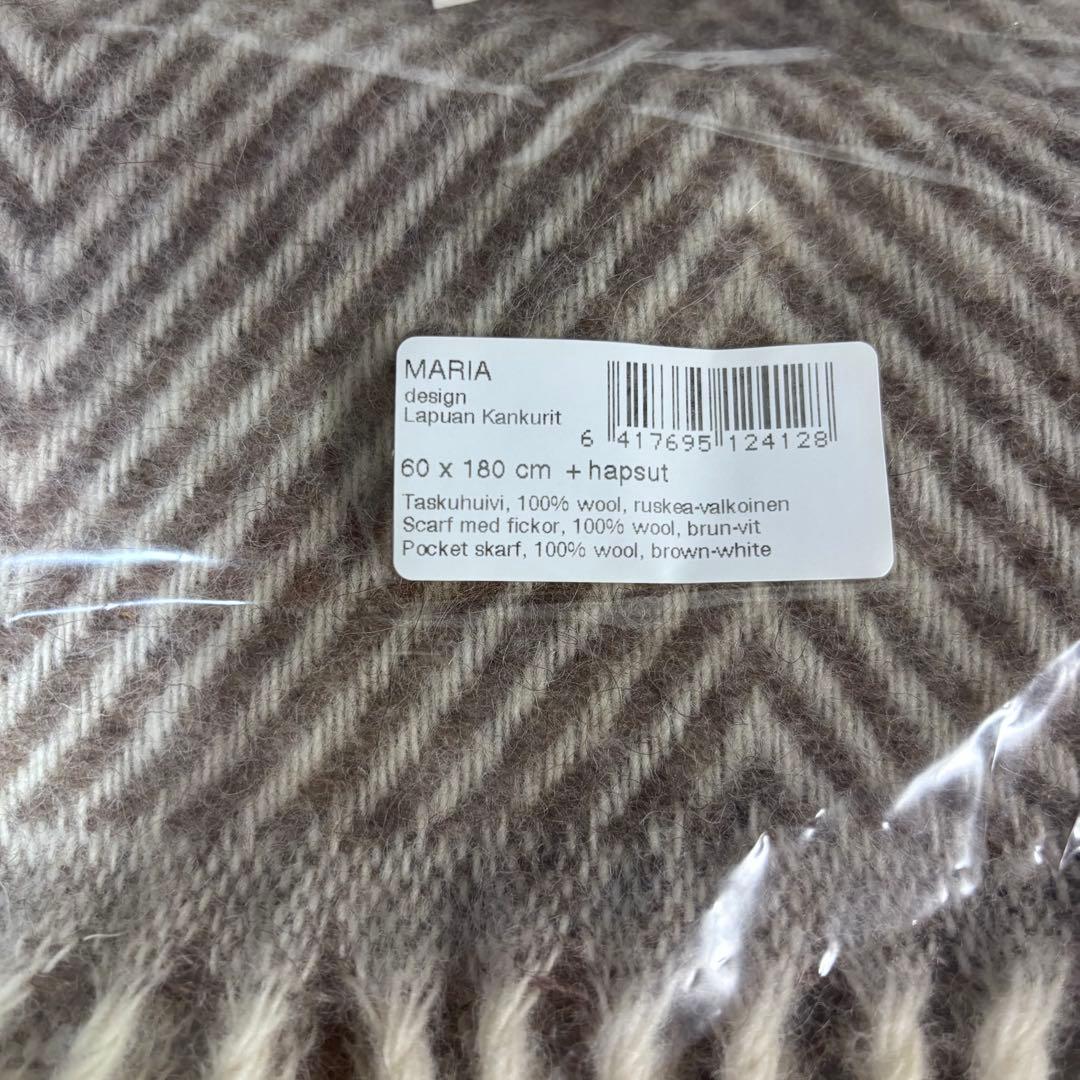 MARIA
design
Lapuan Kankurit
6 417695 124128
60 x 180 cm + hapsut
Taskuhuivi, 100% wool, ruskea-valkoinen
Scarf med fickor, 100% wool, brun-vit
Pocket skarf, 100% wool, brown-white